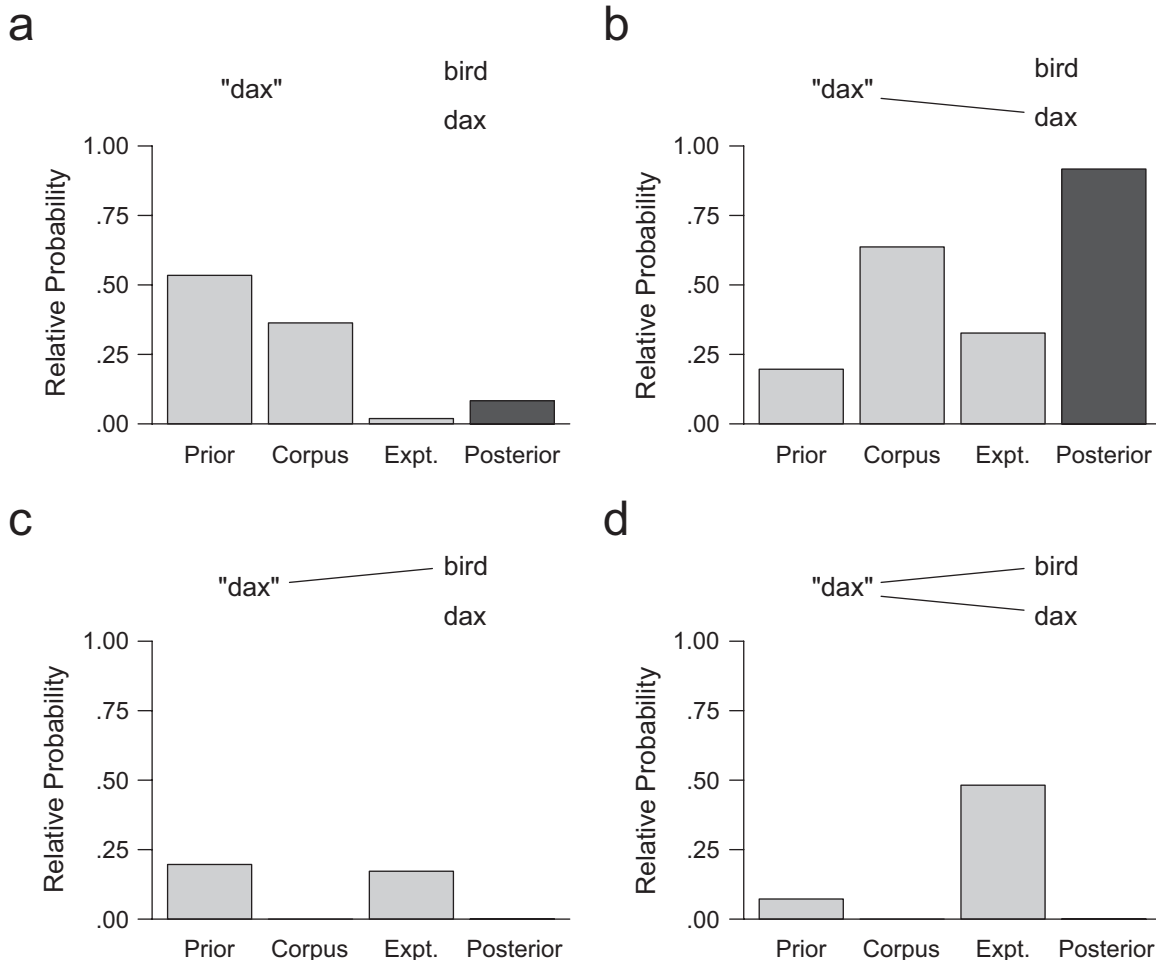 a
"dax"
bird
dax
1.00
.75
.50
.25
.00
Relative Probability
Prior Corpus Expt. Posterior
b
"dax"
bird
dax
1.00
.75
.50
.25
.00
Relative Probability
Prior Corpus Expt. Posterior
c
"dax"
bird
dax
1.00
.75
.50
.25
.00
Relative Probability
Prior Corpus Expt. Posterior
d
"dax"
bird
dax
1.00
.75
.50
.25
.00
Relative Probability
Prior Corpus Expt. Posterior